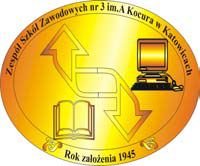 Zespół Szkół Zawodowych nr 3 im.A Kocura w Katowicach
Rok założenia 1945